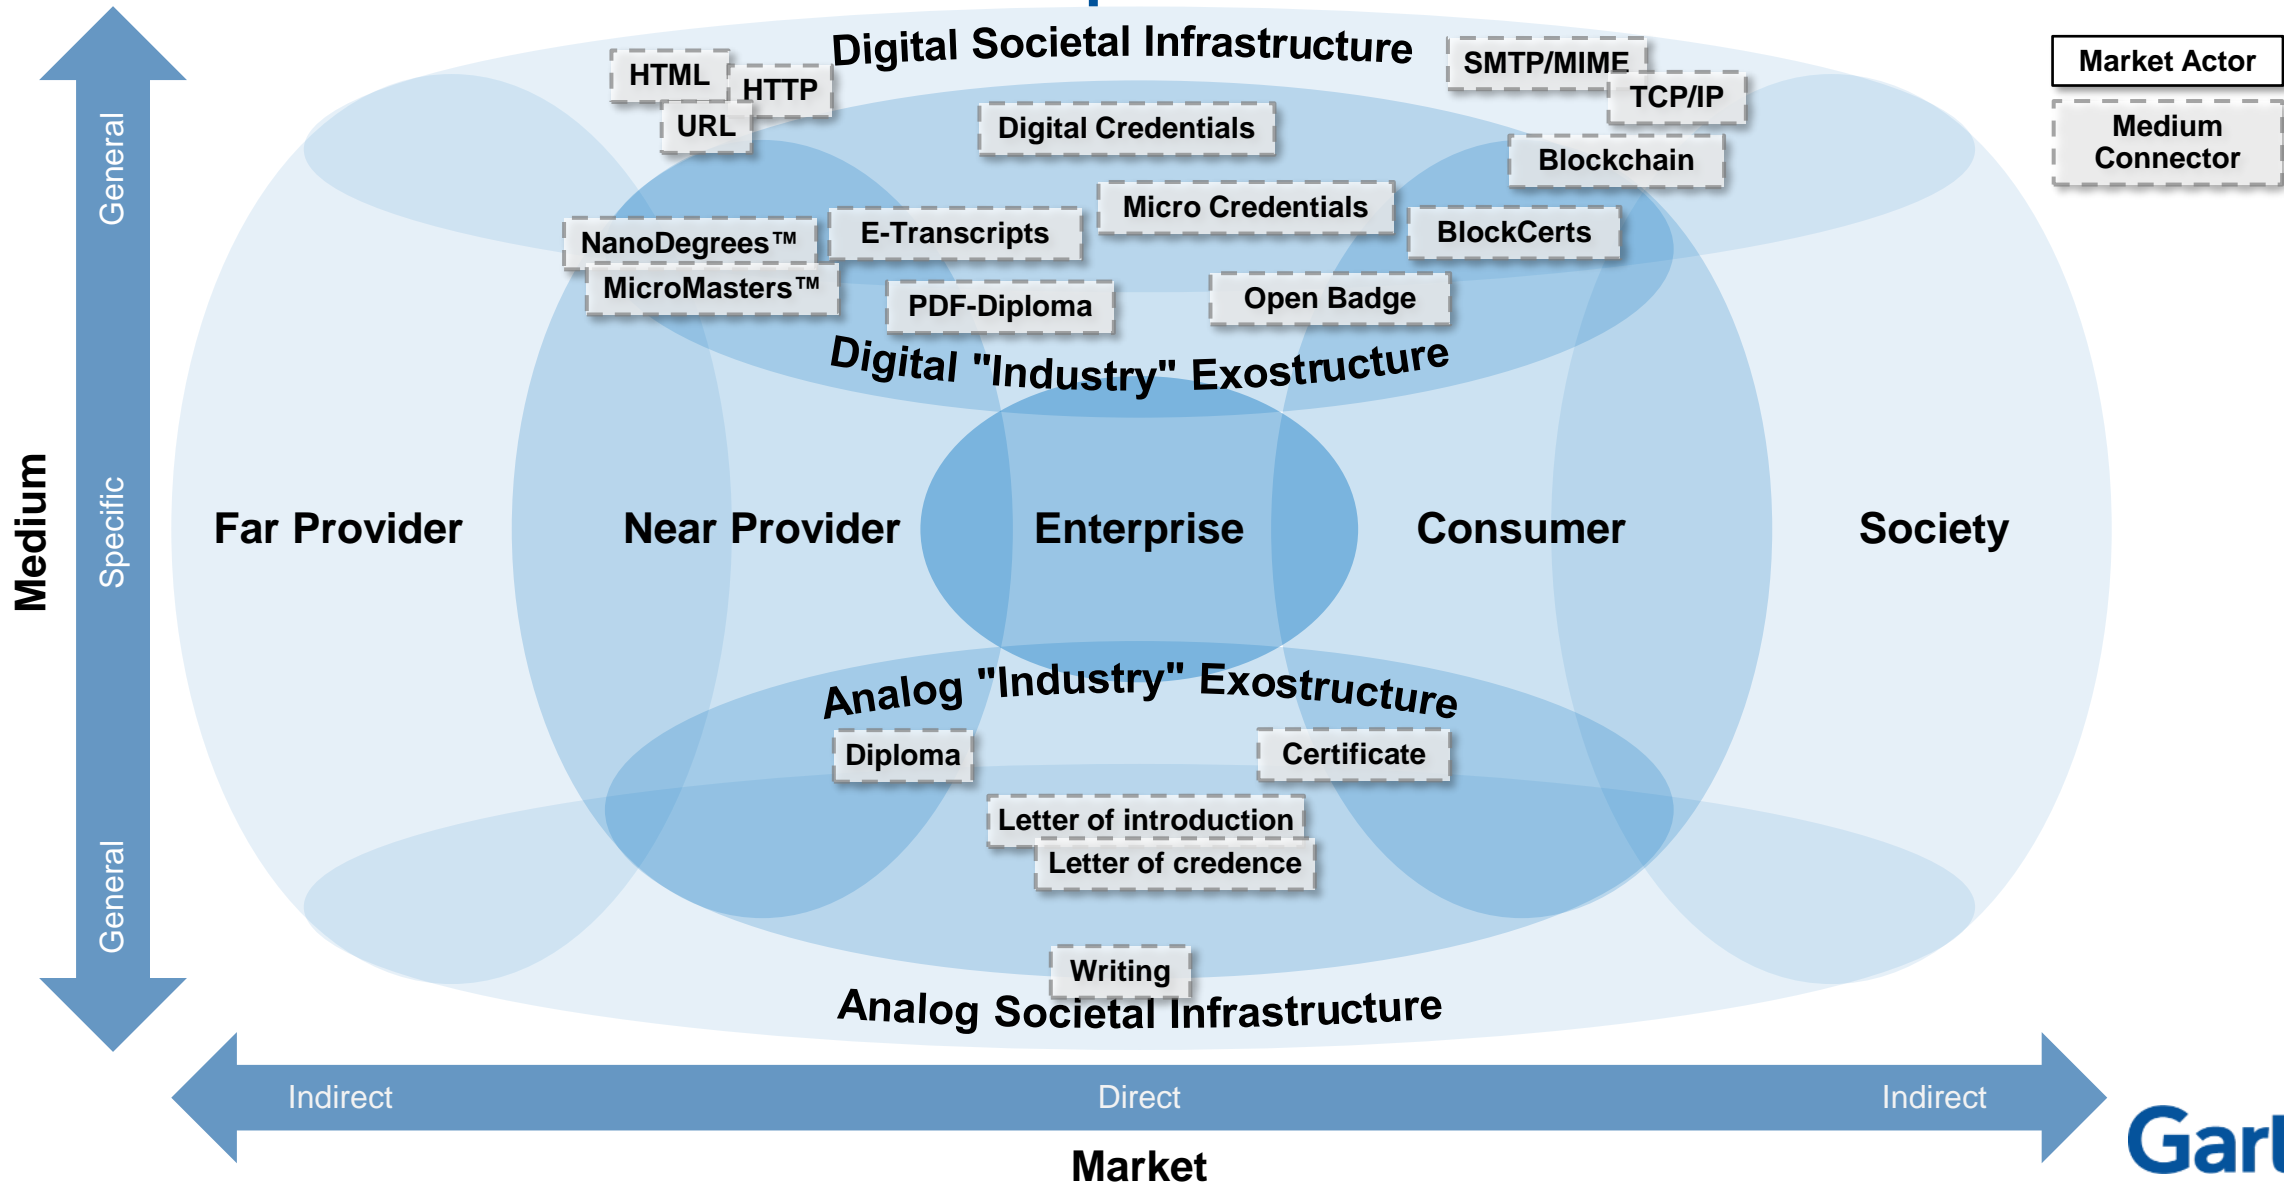 Digital Societal Infrastructure
HTML
HTTP
URL
SMTP/MIME
TCP/IP
Market Actor
Medium
Connector
Digital Credentials
Blockchain
Micro Credentials
NanoDegrees™
E-Transcripts
BlockCerts
MicroMasters™
PDF-Diploma
Open Badge
Digital "Industry" Exostructure
General
Specific
General
Medium
Far Provider
Near Provider
Enterprise
Consumer
Society
Analog "Industry" Exostructure
Diploma
Certificate
Letter of introduction
Letter of credence
Writing
Analog Societal Infrastructure
Indirect
Direct
Indirect
Market